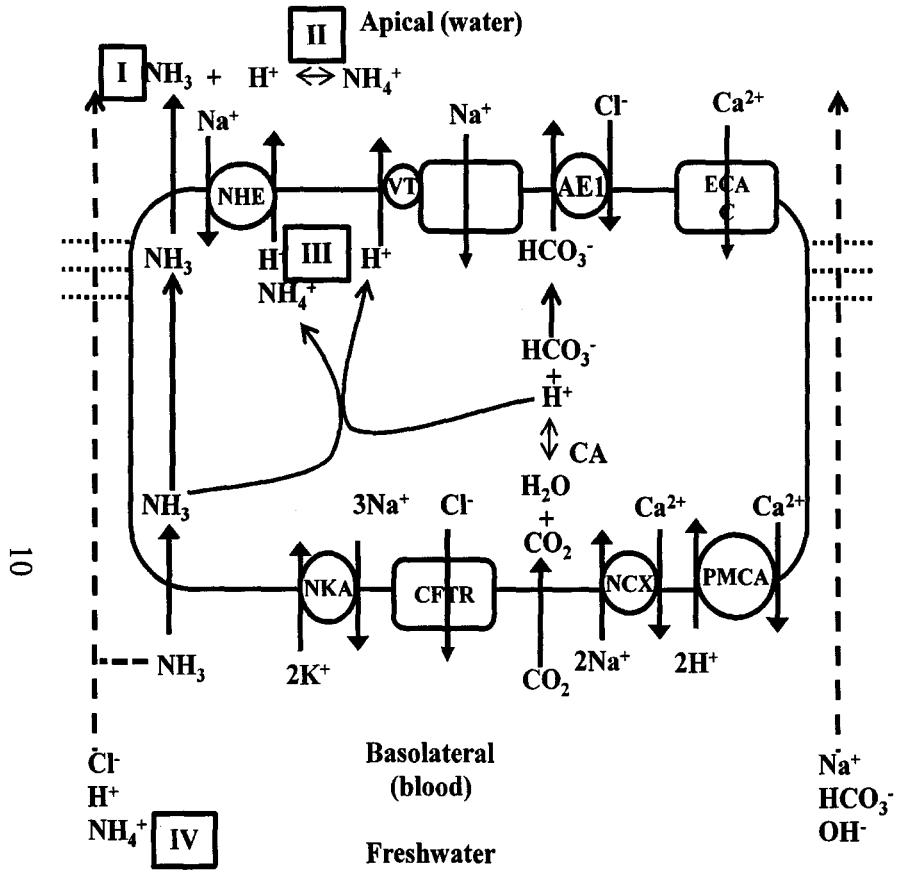 II
Apical (water)
I
NH₃ + H⁺ ⟷ NH₄⁺
Na⁺
Na⁺
Cl⁻
Ca²⁺
NHE
VT
AE1
ECA
C
NH₃
H⁺
III
H⁺
HCO₃⁻
NH₄⁺
HCO₃⁻
+
H⁺
CA
H₂O
+
CO₂
NH₃
3Na⁺
Cl⁻
Ca²⁺
Ca²⁺
NKA
CFTR
NCX
PMCA
10
NH₃
2K⁺
CO₂
2Na⁺
2H⁺
Basolateral
(blood)
Cl⁻
H⁺
NH₄⁺
IV
Na⁺
HCO₃⁻
OH⁻
Freshwater